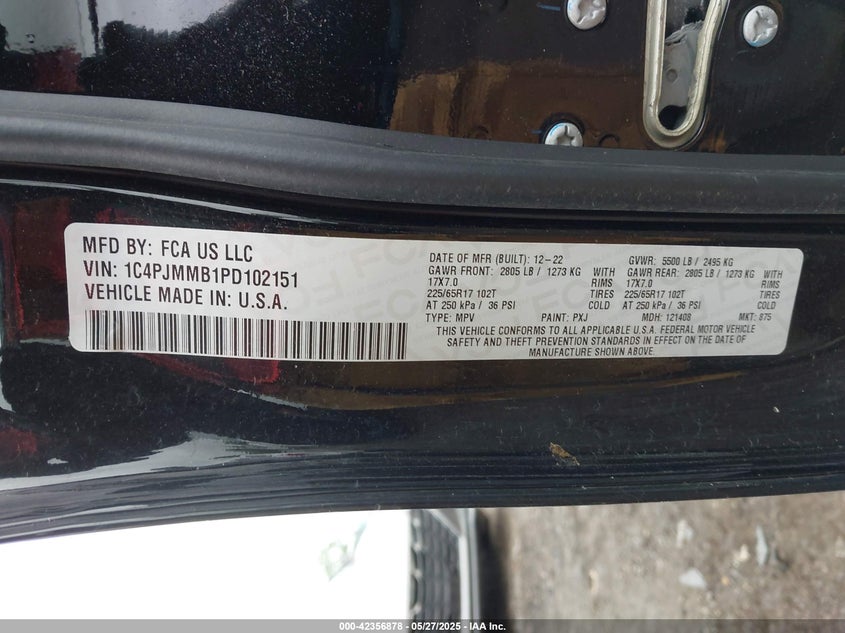 MFD BY: FCA US LLC
VIN: 1C4PJMMB1PD102151
VEHICLE MADE IN: U.S.A.
DATE OF MFR (BUILT): 12-22 GVWR: 5500 LB / 2495 KG
GAWR FRONT: 2805 LB / 1273 KG WITH GAWR REAR: 2805 LB / 1273 KG WITH
17X7.0 RIMS 17X7.0 RIMS
225/65R17 102T TIRES 225/65R17 102T TIRES
AT 250 kPa / 36 PSI COLD AT 250 kPa / 36 PSI COLD
TYPE: MPV PAINT: PXJ MDH: 121408 MKT: 875
THIS VEHICLE CONFORMS TO ALL APPLICABLE U.S.A. FEDERAL MOTOR VEHICLE
SAFETY AND THEFT PREVENTION STANDARDS IN EFFECT ON THE DATE OF
MANUFACTURE SHOWN ABOVE.
000-42356878 - 05/27/2025 - IAA Inc.